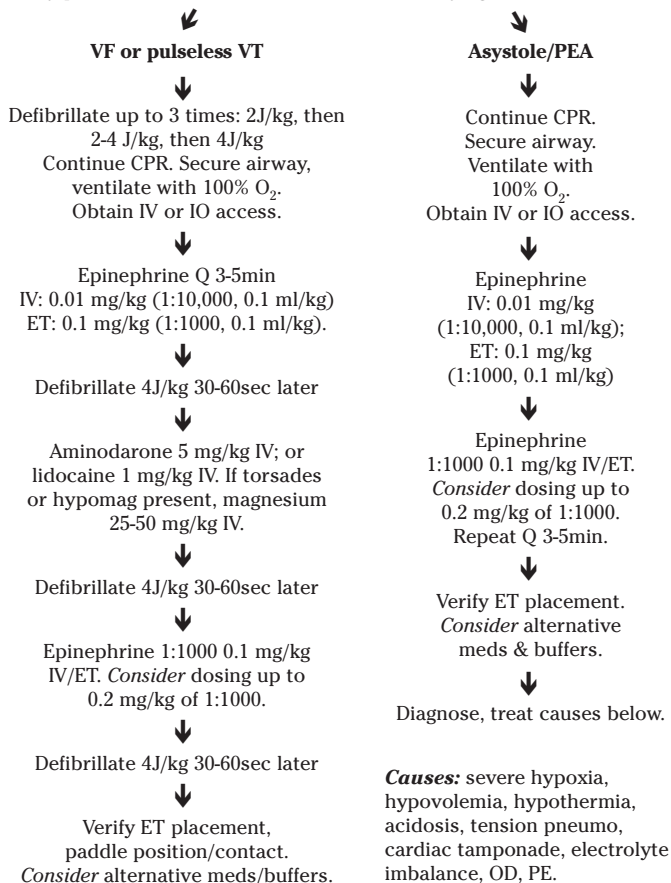 VF or pulseless VT
Defibrillate up to 3 times: 2J/kg, then
2-4 J/kg, then 4J/kg
Continue CPR. Secure airway,
ventilate with 100% O₂.
Obtain IV or IO access.
Epinephrine Q 3-5min
IV: 0.01 mg/kg (1:10,000, 0.1 ml/kg)
ET: 0.1 mg/kg (1:1000, 0.1 ml/kg).
Defibrillate 4J/kg 30-60sec later
Aminodarone 5 mg/kg IV; or
lidocaine 1 mg/kg IV. If torsades
or hypomag present, magnesium
25-50 mg/kg IV.
Defibrillate 4J/kg 30-60sec later
Epinephrine 1:1000 0.1 mg/kg
IV/ET. Consider dosing up to
0.2 mg/kg of 1:1000.
Defibrillate 4J/kg 30-60sec later
Verify ET placement,
paddle position/contact.
Consider alternative meds/buffers.
Asystole/PEA
Continue CPR.
Secure airway.
Ventilate with
100% O₂.
Obtain IV or IO access.
Epinephrine
IV: 0.01 mg/kg
(1:10,000, 0.1 ml/kg);
ET: 0.1 mg/kg
(1:1000, 0.1 ml/kg)
Epinephrine
1:1000 0.1 mg/kg IV/ET.
Consider dosing up to
0.2 mg/kg of 1:1000.
Repeat Q 3-5min.
Verify ET placement.
Consider alternative
meds & buffers.
Diagnose, treat causes below.
Causes: severe hypoxia,
hypovolemia, hypothermia,
acidosis, tension pneumo,
cardiac tamponade, electrolyte
imbalance, OD, PE.